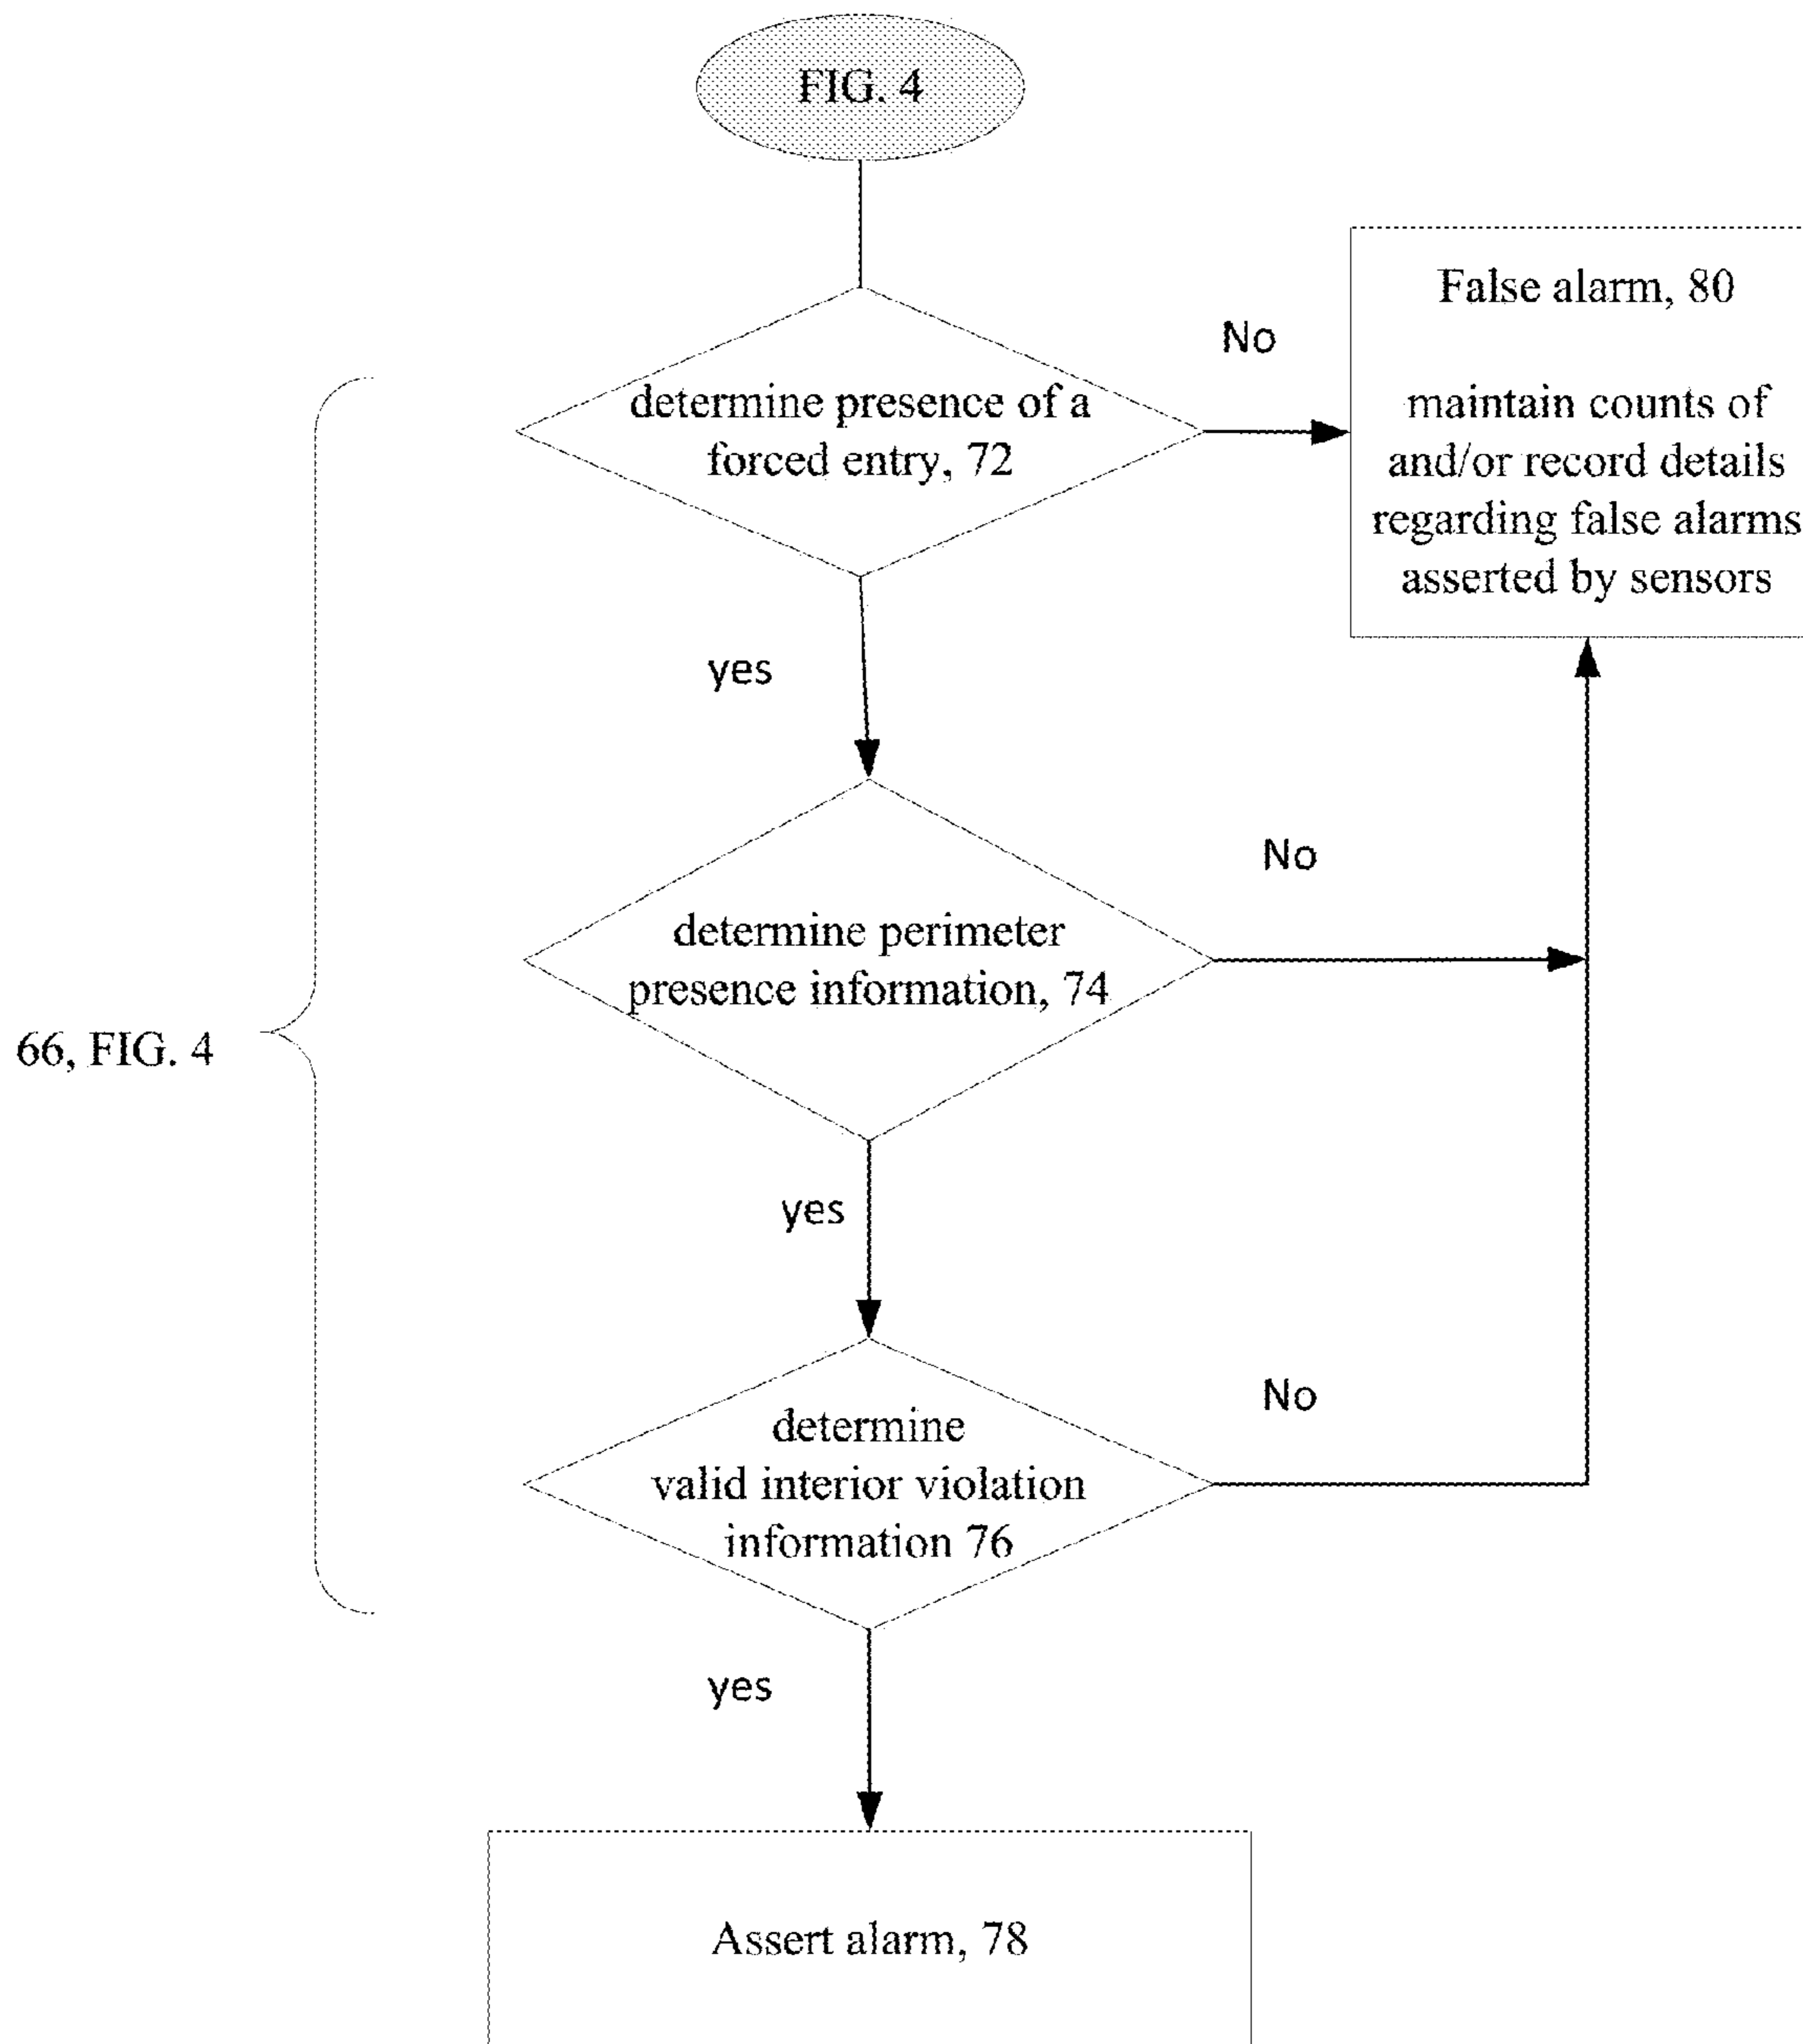 FIG. 4
determine presence of a
forced entry, 72
No
False alarm, 80
maintain counts of
and/or record details
regarding false alarms
asserted by sensors
yes
determine perimeter
presence information, 74
No
66, FIG. 4
yes
determine
valid interior violation
information 76
No
yes
Assert alarm, 78